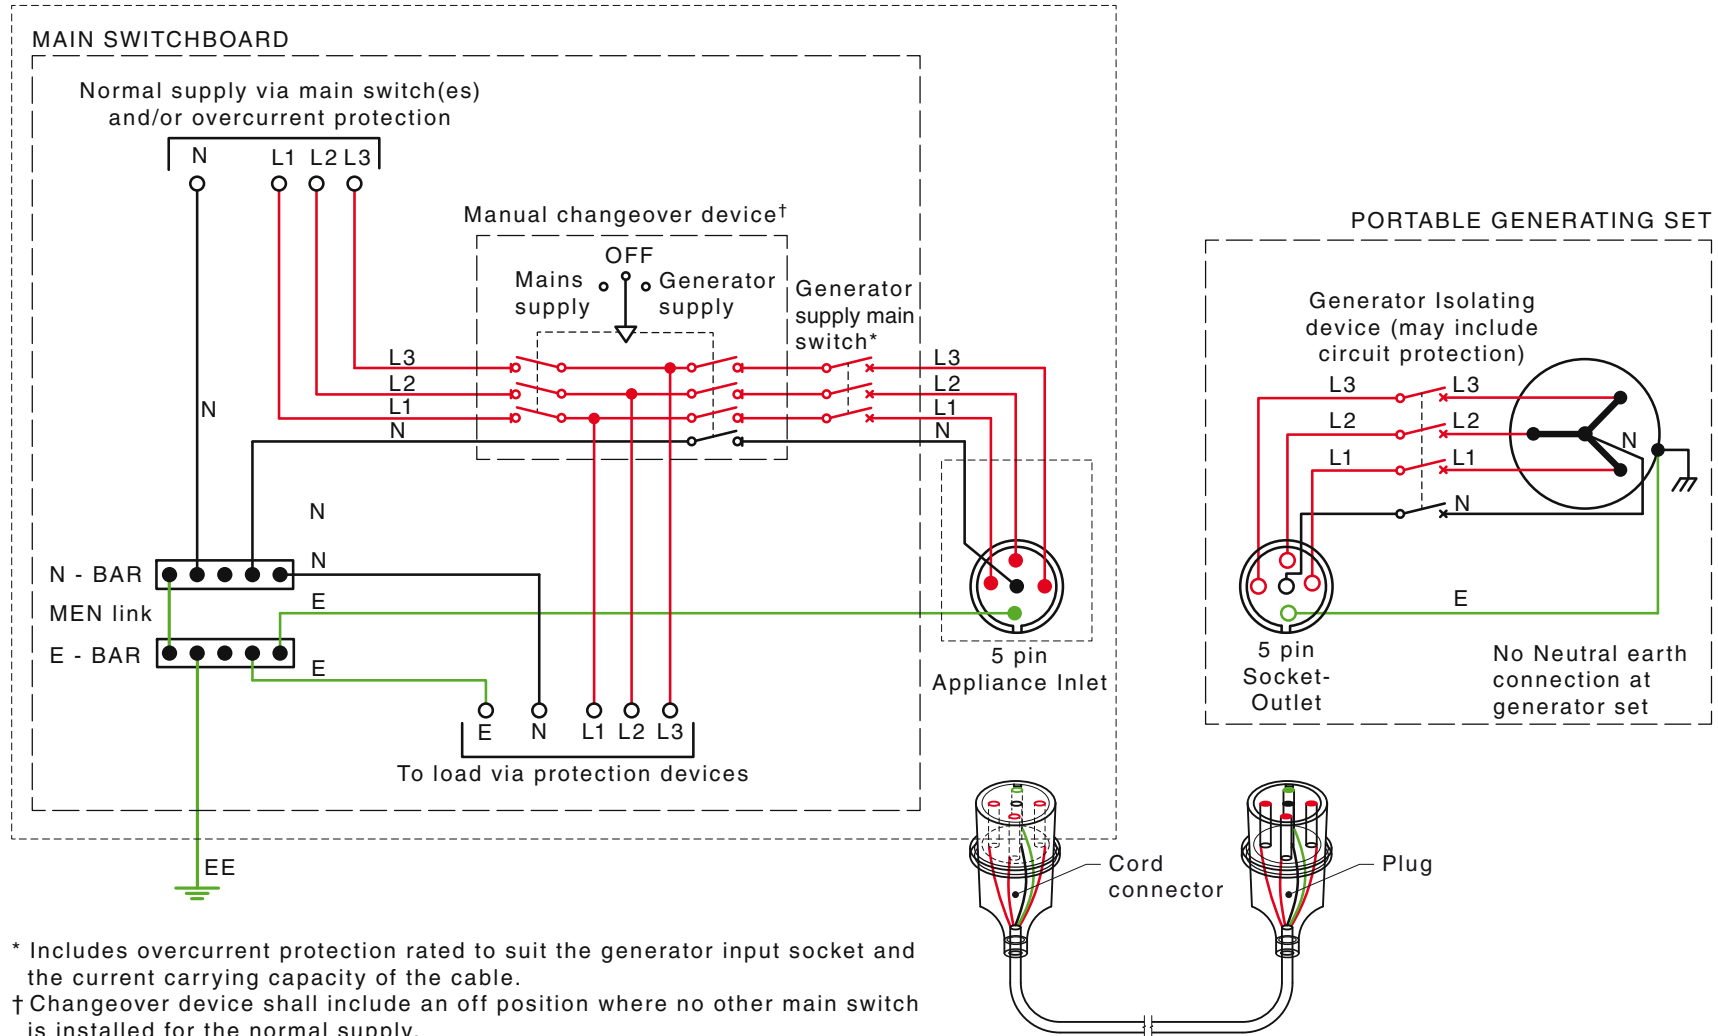 MAIN SWITCHBOARD
Normal supply via main switch(es)
and/or overcurrent protection
N L1 L2 L3
Manual changeover device†
OFF
Mains
supply
Generator
supply
Generator
supply main
switch*
L3
L2
L1
N
L3
L2
L1
N
N
N
N - BAR
N
MEN link
E
E - BAR
E
E N L1 L2 L3
To load via protection devices
EE
5 pin
Appliance Inlet
PORTABLE GENERATING SET
Generator Isolating
device (may include
circuit protection)
L3 L3
L2 L2
N
L1 L1
N
E
5 pin
Socket-
Outlet
No Neutral earth
connection at
generator set
Cord
connector
Plug
* Includes overcurrent protection rated to suit the generator input socket and
the current carrying capacity of the cable.
† Changeover device shall include an off position where no other main switch
is installed for the normal supply.